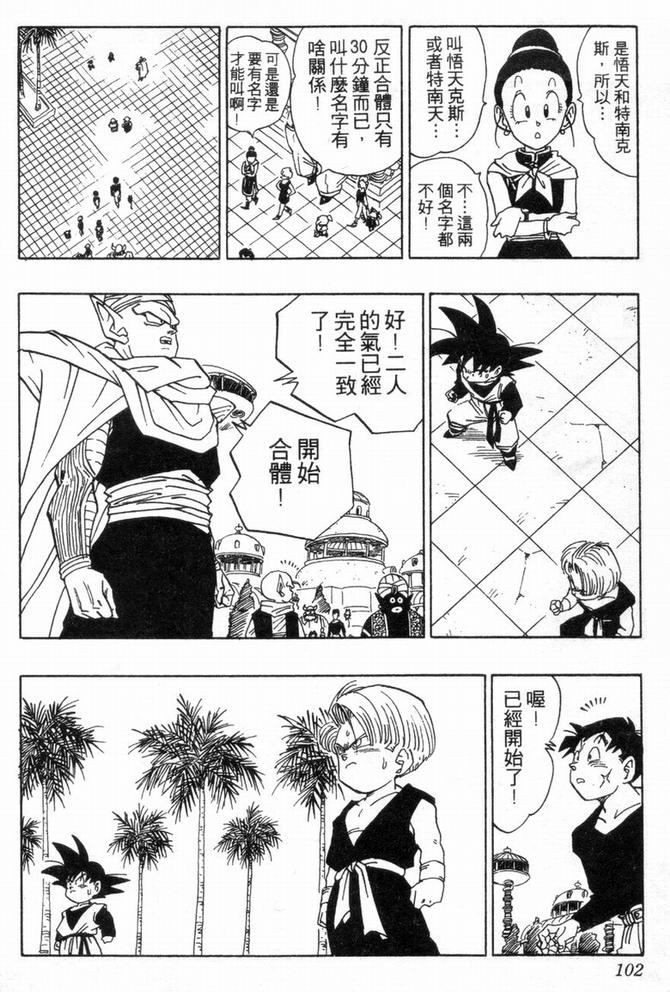 是悟天和特南克
斯，所以…
叫悟天克斯…
或者特南天…
不…這兩
個名字都
不好！
反正合體只有
30分鐘而已，
叫什麼名字有
啥關係！
可是還是
要有名字
才能叫啊！
好！二人
的氣已經
完全一致
了！
開始
合體！
喔！
已經開始了！
102